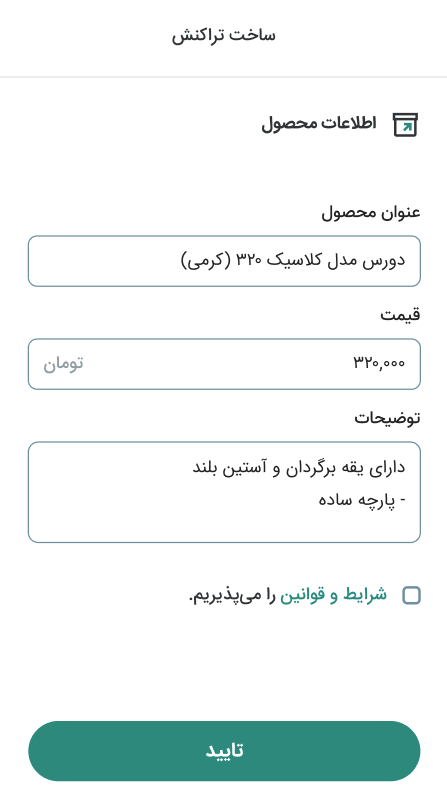 ساخت تراکنش
اطلاعات محصول
عنوان محصول
دورس مدل کلاسیک ۳۲۰ (کرمی)
قیمت
۳۲۰,۰۰۰ تومان
توضیحات
دارای یقه برگردان و آستین بلند
- پارچه ساده
شرایط و قوانین را می‌پذیریم.
تایید